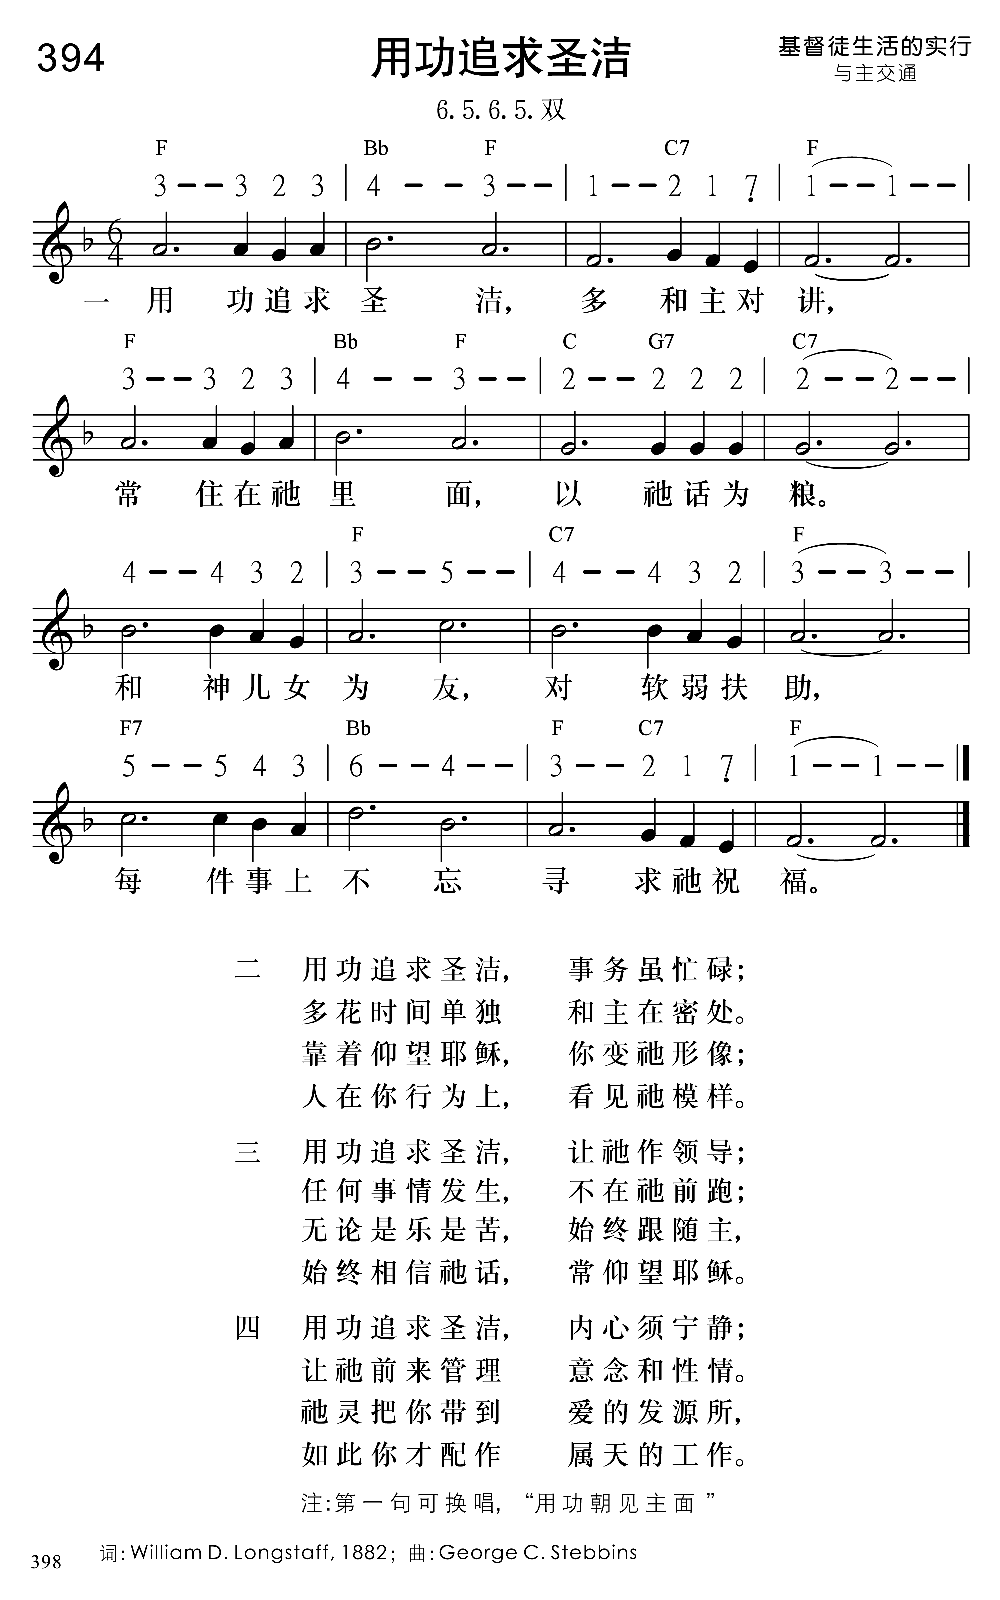 394
用功追求圣洁
基督徒生活的实行
与主交通
6.5.6.5.双
F Bb F C7 F
3 – – 3 2 3 | 4 – – 3 – – | 1 – – 2 1 7̣ | 1 – – 1 – – |
6
4
一 用 功追求 圣 洁， 多 和主对 讲，
F Bb F C G7 C7
3 – – 3 2 3 | 4 – – 3 – – | 2 – – 2 2 2 | 2 – – 2 – – |
常 住在祂 里 面， 以 祂话为 粮。
F C7 F
4 – – 4 3 2 | 3 – – 5 – – | 4 – – 4 3 2 | 3 – – 3 – – |
和 神儿女 为 友， 对 软弱扶 助，
F7 Bb F C7 F
5 – – 5 4 3 | 6 – – 4 – – | 3 – – 2 1 7̣ | 1 – – 1 – – ‖
每 件事上 不 忘 寻 求祂祝 福。
二 用功追求圣洁， 事务虽忙碌；
多花时间单独 和主在密处。
靠着仰望耶稣， 你变祂形像；
人在你行为上， 看见祂模样。
三 用功追求圣洁， 让祂作领导；
任何事情发生， 不在祂前跑；
无论是乐是苦， 始终跟随主，
始终相信祂话， 常仰望耶稣。
四 用功追求圣洁， 内心须宁静；
让祂前来管理 意念和性情。
祂灵把你带到 爱的发源所，
如此你才配作 属天的工作。
注:第一句可换唱，“用功朝见主面”
398
词: William D. Longstaff, 1882； 曲: George C. Stebbins